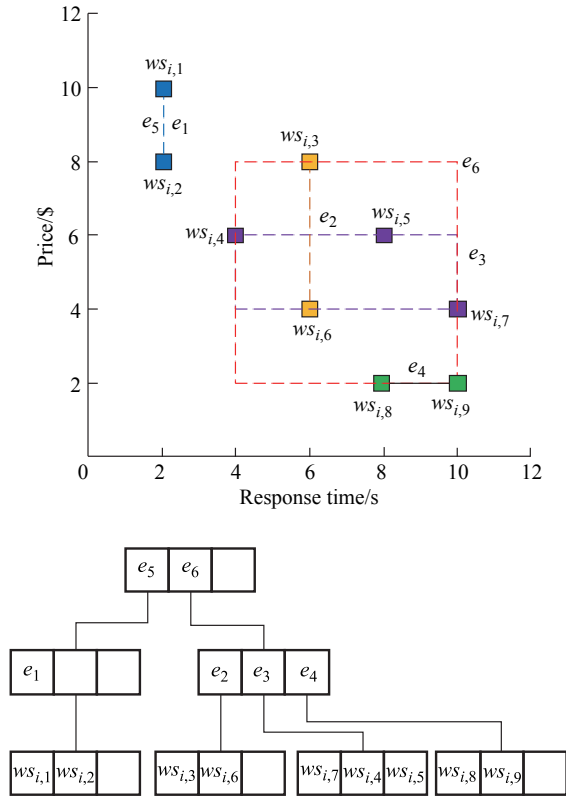 12
10
8
6
4
2
Price/$
ws_{i,1}
e_5 e_1
ws_{i,2}
ws_{i,3}
e_6
e_2
ws_{i,4}
ws_{i,5}
e_3
ws_{i,6}
ws_{i,7}
e_4
ws_{i,8}
ws_{i,9}
0 2 4 6 8 10 12
Response time/s
e_5 e_6
e_1
e_2 e_3 e_4
ws_{i,1} ws_{i,2}
ws_{i,3} ws_{i,6}
ws_{i,7} ws_{i,4} ws_{i,5}
ws_{i,8} ws_{i,9}